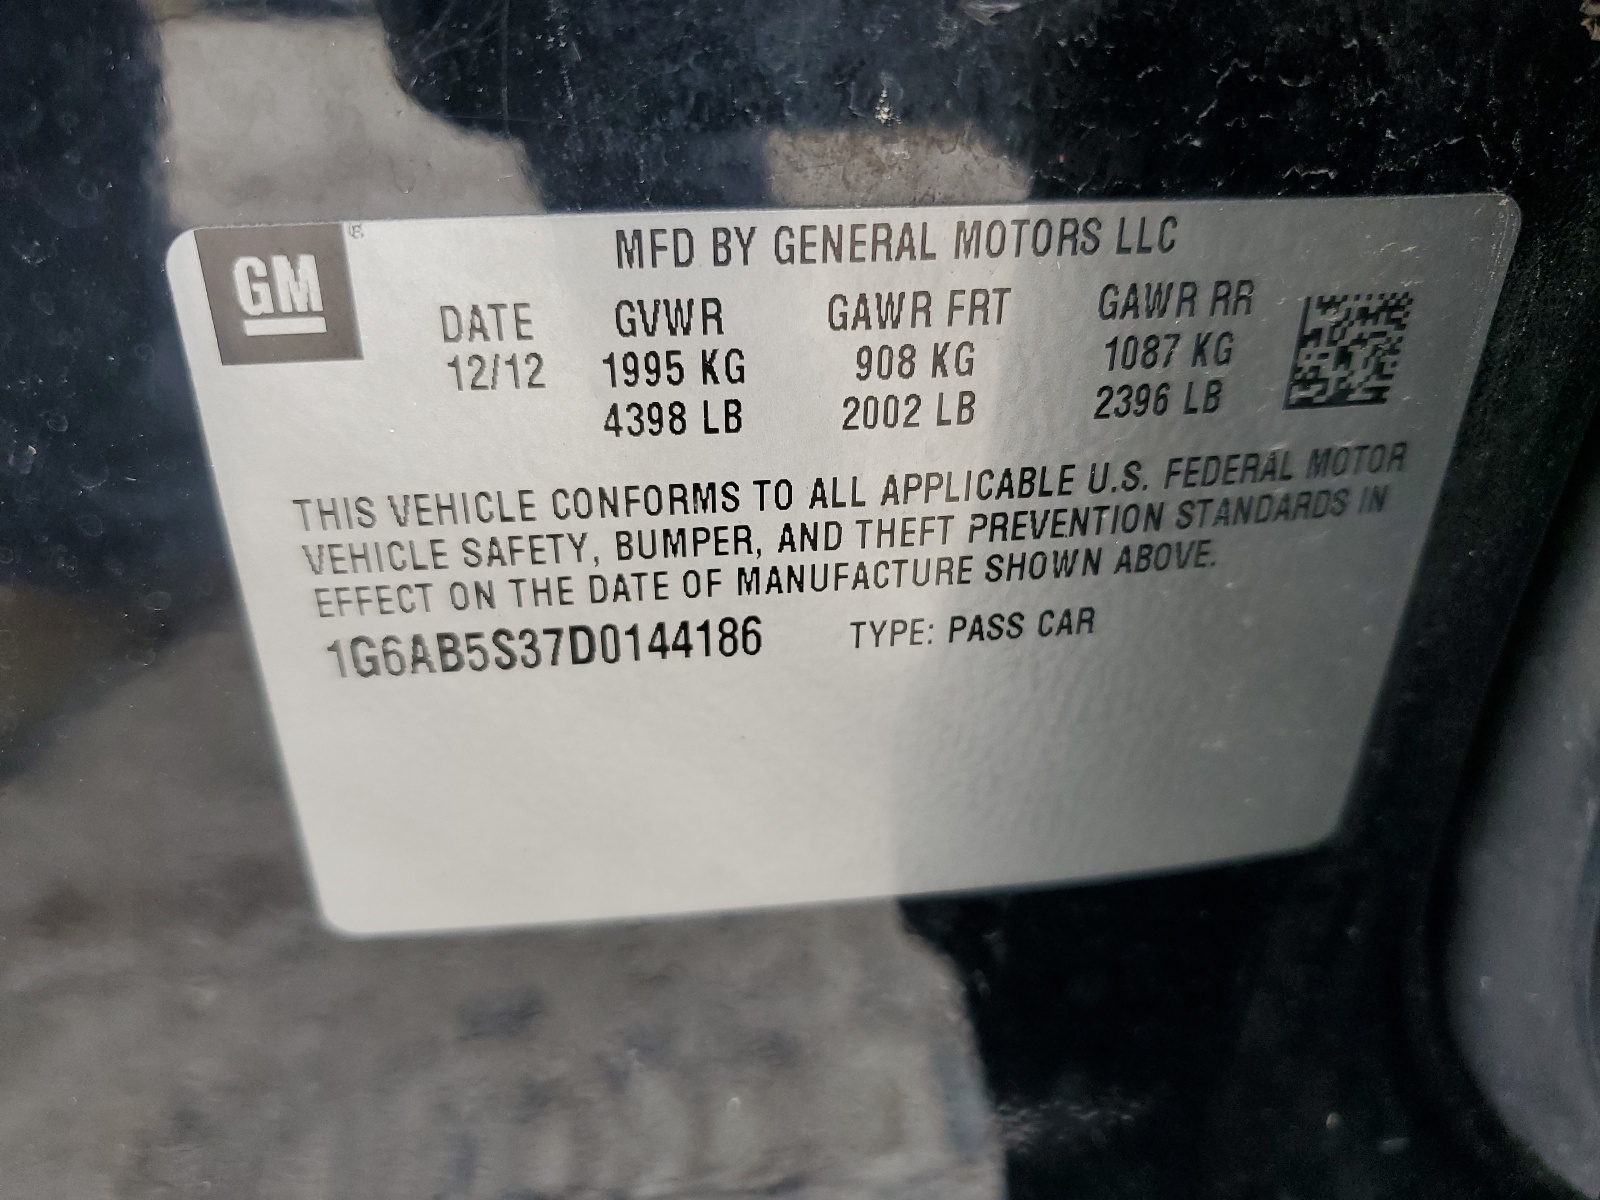 GM
MFD BY GENERAL MOTORS LLC
DATE GVWR GAWR FRT GAWR RR
12/12 1995 KG 908 KG 1087 KG
4398 LB 2002 LB 2396 LB
THIS VEHICLE CONFORMS TO ALL APPLICABLE U.S. FEDERAL MOTOR
VEHICLE SAFETY, BUMPER, AND THEFT PREVENTION STANDARDS IN
EFFECT ON THE DATE OF MANUFACTURE SHOWN ABOVE.
1G6AB5S37D0144186 TYPE: PASS CAR